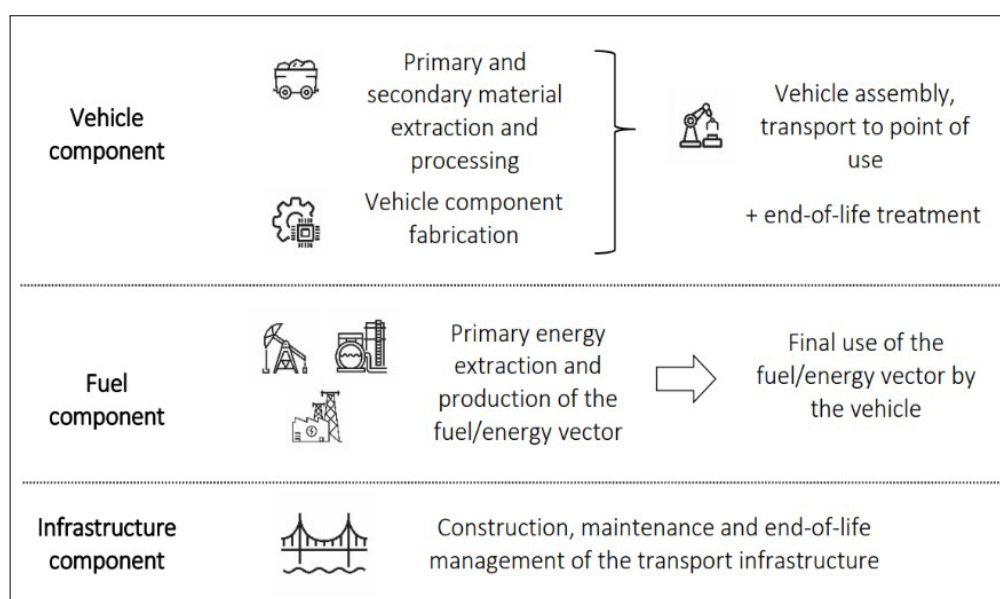 Vehicle
component
Primary and
secondary material
extraction and
processing
Vehicle component
fabrication
Vehicle assembly,
transport to point of
use
+ end-of-life treatment
Fuel
component
Primary energy
extraction and
production of the
fuel/energy vector
Final use of the
fuel/energy vector by
the vehicle
Infrastructure
component
Construction, maintenance and end-of-life
management of the transport infrastructure